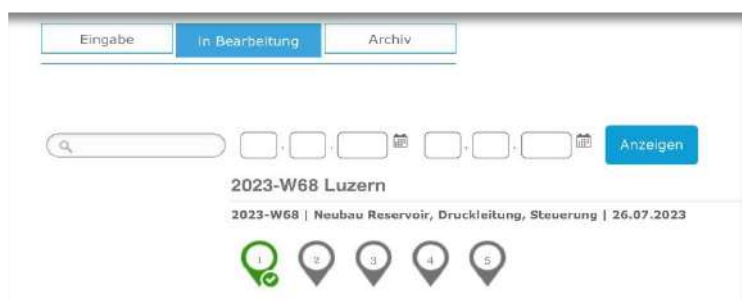 Eingabe In Bearbeitung Archiv
Anzeigen
2023-W68 Luzern
2023-W68 | Neubau Reservoir, Druckleitung, Steuerung | 26.07.2023
1 2 3 4 5